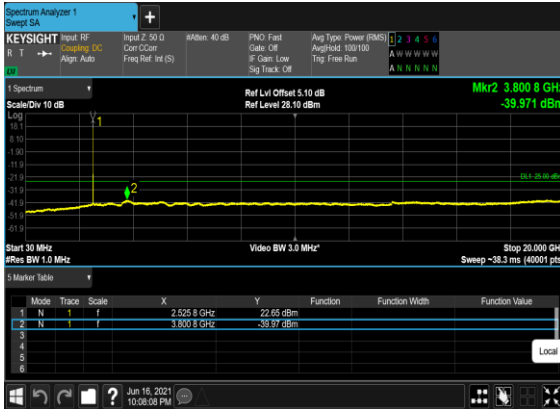 Spectrum Analyzer 1
Swept SA
+
KEYSIGHT Input: RF Input Z: 50 Ω #Atten: 40 dB PNO: Fast Avg Type: Power (RMS) 1 2 3 4 5 6
R T Coupling: DC Corr CCorr Gate: Off Avg|Hold: 100/100 A W W W W W
Align: Auto Freq Ref: Int (S) IF Gain: Low Trig: Free Run
Sig Track: Off A N N N N N
1 Spectrum
Scale/Div 10 dB
Ref Lvl Offset 5.10 dB
Ref Level 28.10 dBm
Mkr2 3.800 8 GHz
-39.971 dBm
Log
18.1
8.10
-1.90
-11.9
-21.9
-31.9
-41.9
-51.9
-61.9
1
2
DL1 -25.00 dBm
Start 30 MHz
#Res BW 1.0 MHz
Video BW 3.0 MHz*
Stop 20.000 GH
Sweep ~38.3 ms (40001 pts
5 Marker Table
Mode Trace Scale X Y Function Function Width Function Value
1 N 1 f 2.525 8 GHz 22.65 dBm
2 N 1 f 3.800 8 GHz -39.97 dBm
3
4
5
6
Local
?
Jun 16, 2021
10:08:08 PM